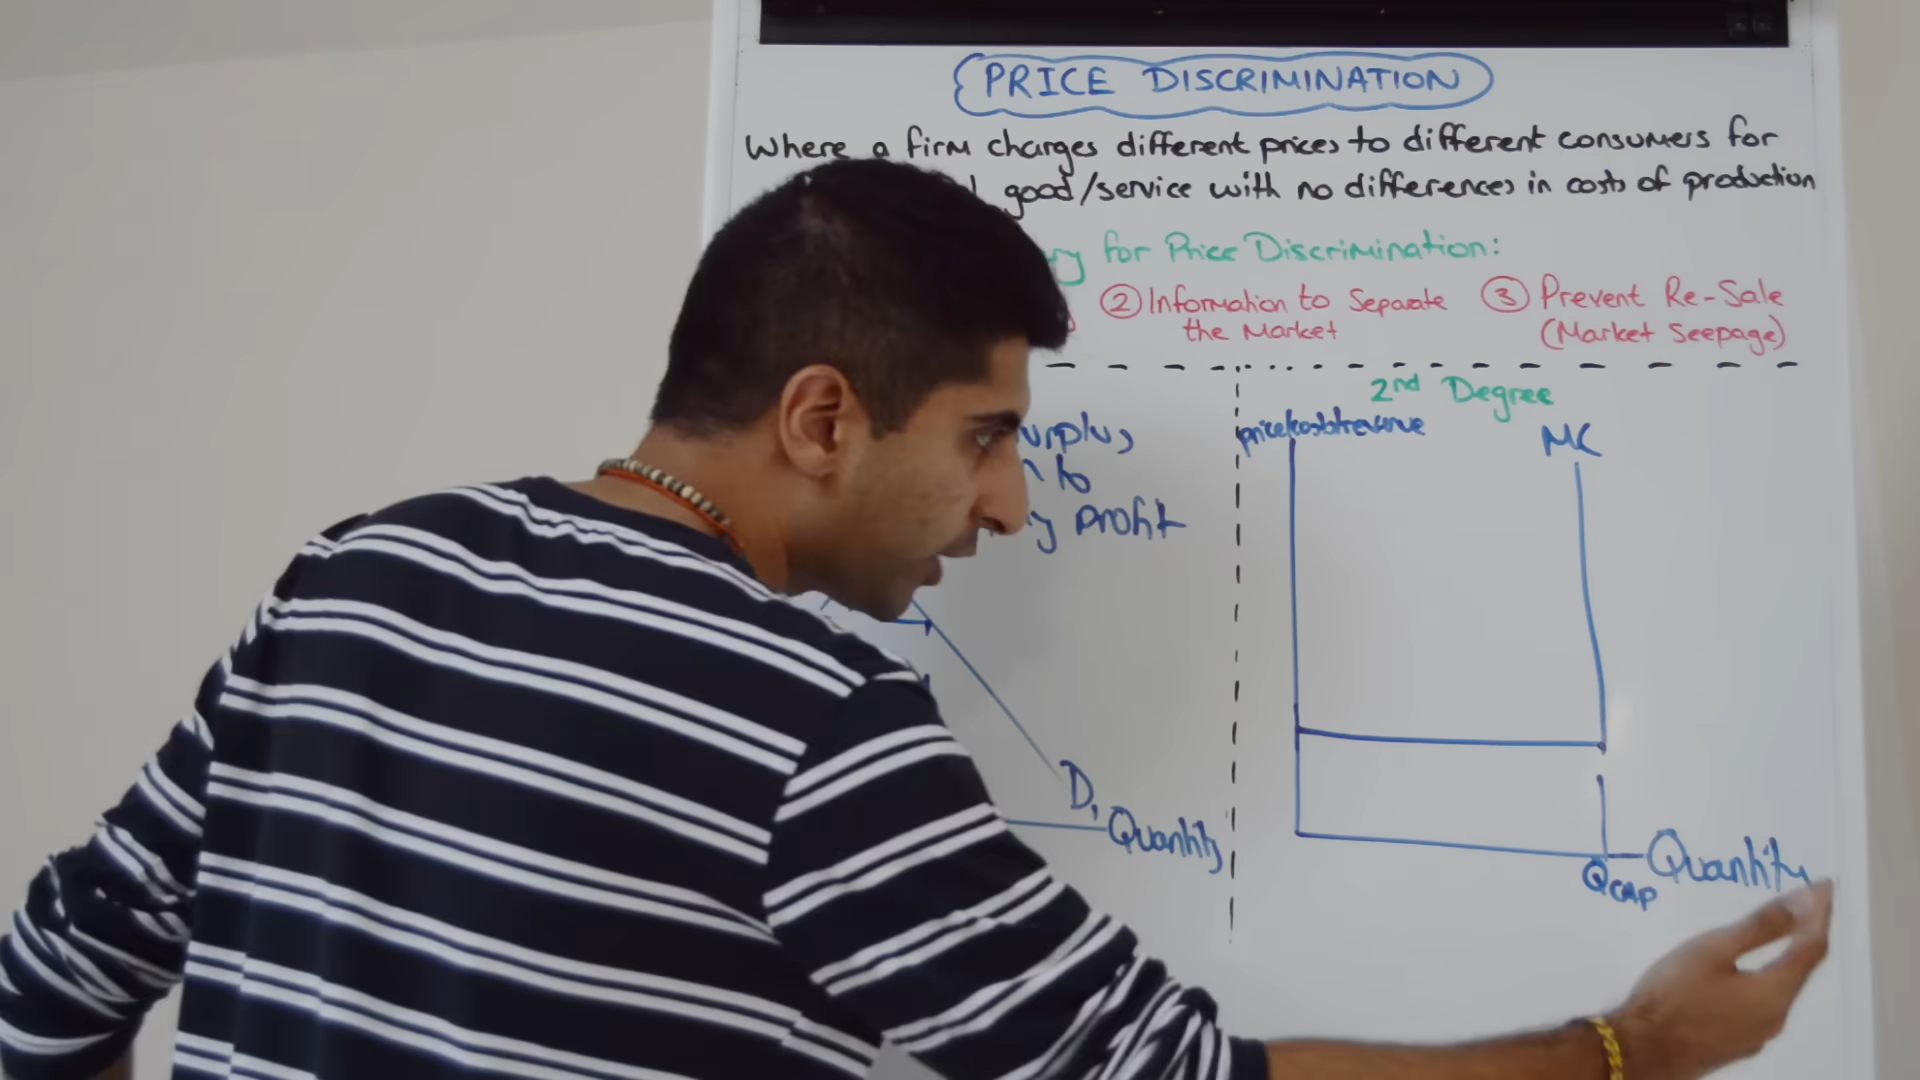 PRICE DISCRIMINATION
Where a firm charges different prices to different consumers for
good/service with no differences in costs of production
for Price Discrimination:
② Information to Separate
the Market
③ Prevent Re-Sale
(Market Seepage)
to
profit
D1
Quantity
2nd Degree
price/costs/revenue
MC
QCAP
Quantity